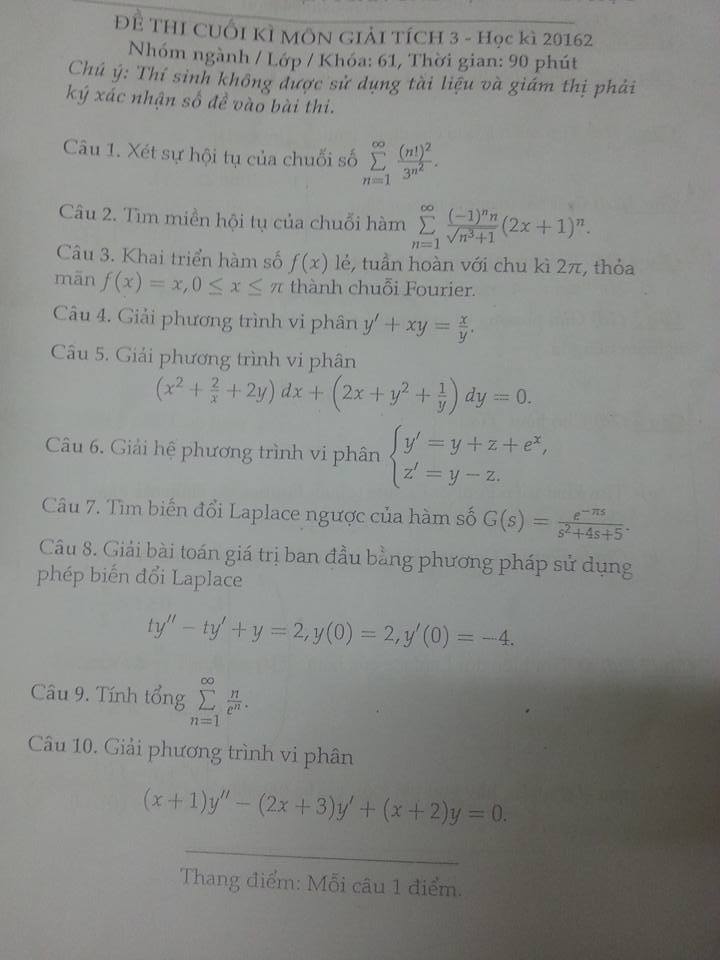 ĐỀ THI CUỐI KÌ MÔN GIẢI TÍCH 3 - Học kì 20162
Nhóm ngành / Lớp / Khóa: 61, Thời gian: 90 phút
Chú ý: Thí sinh không được sử dụng tài liệu và giám thị phải
ký xác nhận số đề vào bài thi.
Câu 1. Xét sự hội tụ của chuỗi số $\sum_{n=1}^{\infty} \frac{(n!)^2}{3^{n^2}}$.
Câu 2. Tìm miền hội tụ của chuỗi hàm $\sum_{n=1}^{\infty} \frac{(-1)^n n}{\sqrt{n^3+1}}(2x+1)^n$.
Câu 3. Khai triển hàm số $f(x)$ lẻ, tuần hoàn với chu kì $2\pi$, thỏa
mãn $f(x) = x, 0 \leq x \leq \pi$ thành chuỗi Fourier.
Câu 4. Giải phương trình vi phân $y' + xy = \frac{x}{y}$.
Câu 5. Giải phương trình vi phân
$\left(x^2 + \frac{2}{x} + 2y\right) dx + \left(2x + y^2 + \frac{1}{y}\right) dy = 0.$
Câu 6. Giải hệ phương trình vi phân $\begin{cases} y' = y + z + e^x, \\ z' = y - z. \end{cases}$
Câu 7. Tìm biến đổi Laplace ngược của hàm số $G(s) = \frac{e^{-\pi s}}{s^2+4s+5}$.
Câu 8. Giải bài toán giá trị ban đầu bằng phương pháp sử dụng
phép biến đổi Laplace
$ty'' - ty' + y = 2, y(0) = 2, y'(0) = -4.$
Câu 9. Tính tổng $\sum_{n=1}^{\infty} \frac{n}{e^n}$.
Câu 10. Giải phương trình vi phân
$(x+1)y'' - (2x+3)y' + (x+2)y = 0.$
Thang điểm: Mỗi câu 1 điểm.